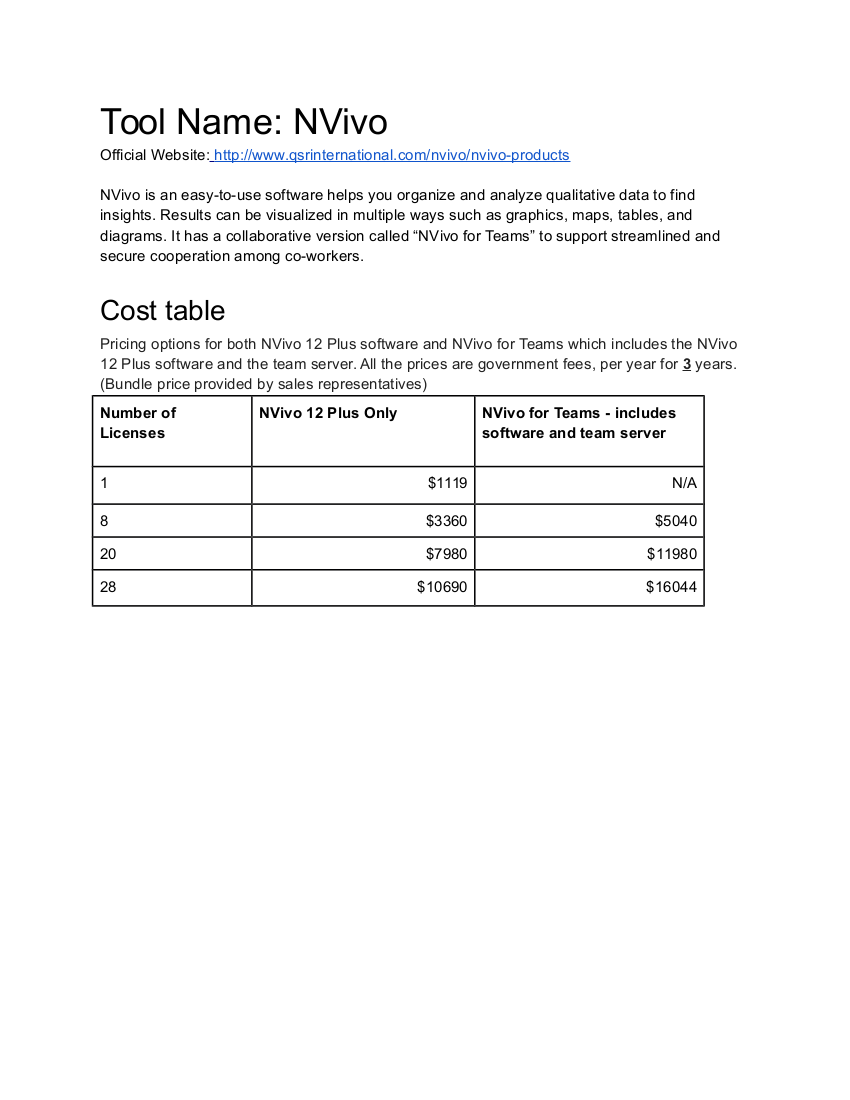 Tool Name: NVivo
Official Website: http://www.qsrinternational.com/nvivo/nvivo-products
NVivo is an easy-to-use software helps you organize and analyze qualitative data to find
insights. Results can be visualized in multiple ways such as graphics, maps, tables, and
diagrams. It has a collaborative version called “NVivo for Teams” to support streamlined and
secure cooperation among co-workers.
Cost table
Pricing options for both NVivo 12 Plus software and NVivo for Teams which includes the NVivo
12 Plus software and the team server. All the prices are government fees, per year for 3 years.
(Bundle price provided by sales representatives)
Number of
Licenses
NVivo 12 Plus Only
NVivo for Teams - includes
software and team server
1 $1119 N/A
8 $3360 $5040
20 $7980 $11980
28 $10690 $16044